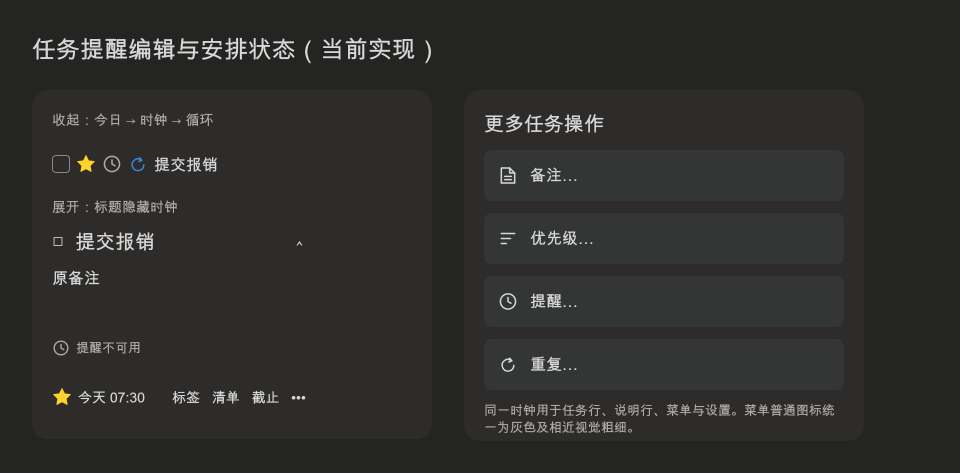 任务提醒编辑与安排状态（当前实现）
收起：今日 → 时钟 → 循环
提交报销
展开：标题隐藏时钟
提交报销
原备注
提醒不可用
今天 07:30 标签 清单 截止 •••
更多任务操作
备注…
优先级…
提醒…
重复…
同一时钟用于任务行、说明行、菜单与设置。菜单普通图标统
一为灰色及相近视觉粗细。